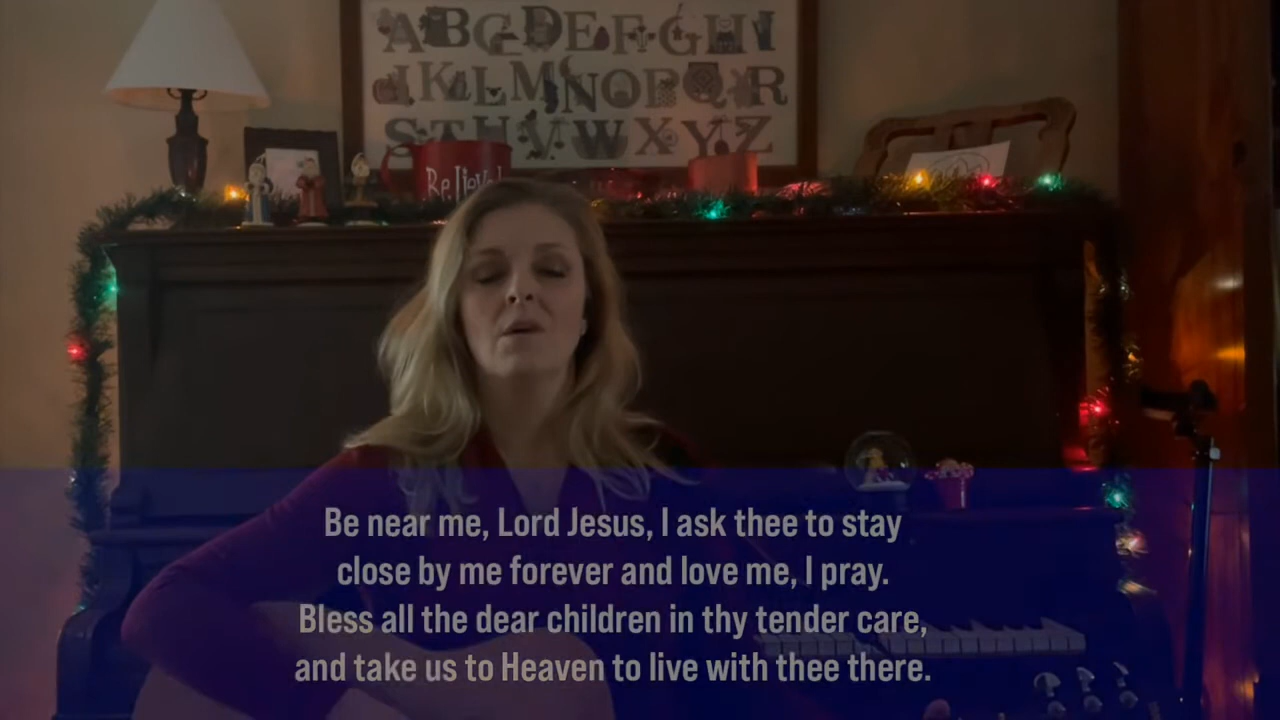 ABCDEFGHI
JKLMNOPQR
STUVWXYZ
Believe!
Be near me, Lord Jesus, I ask thee to stay
close by me forever and love me, I pray.
Bless all the dear children in thy tender care,
and take us to Heaven to live with thee there.